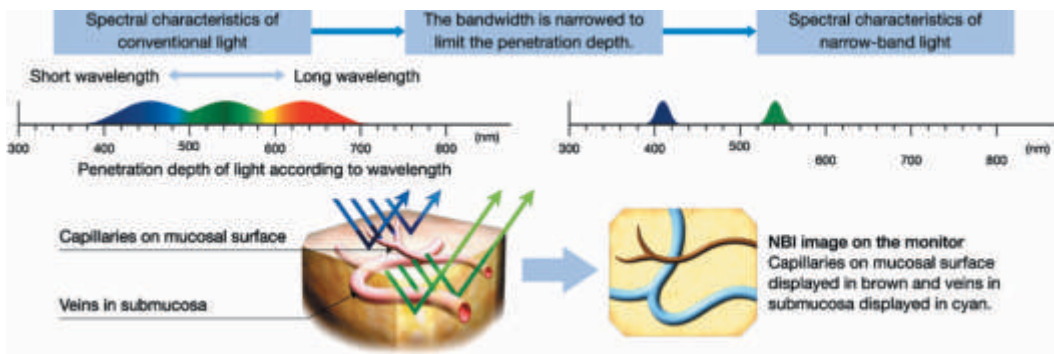 Spectral characteristics of
conventional light
The bandwidth is narrowed to
limit the penetration depth.
Spectral characteristics of
narrow-band light
Short wavelength
Long wavelength
300 400 500 600 700 800 (nm)
300 400 500 600 700 800 (nm)
Penetration depth of light according to wavelength
Capillaries on mucosal surface
Veins in submucosa
NBI image on the monitor
Capillaries on mucosal surface
displayed in brown and veins in
submucosa displayed in cyan.